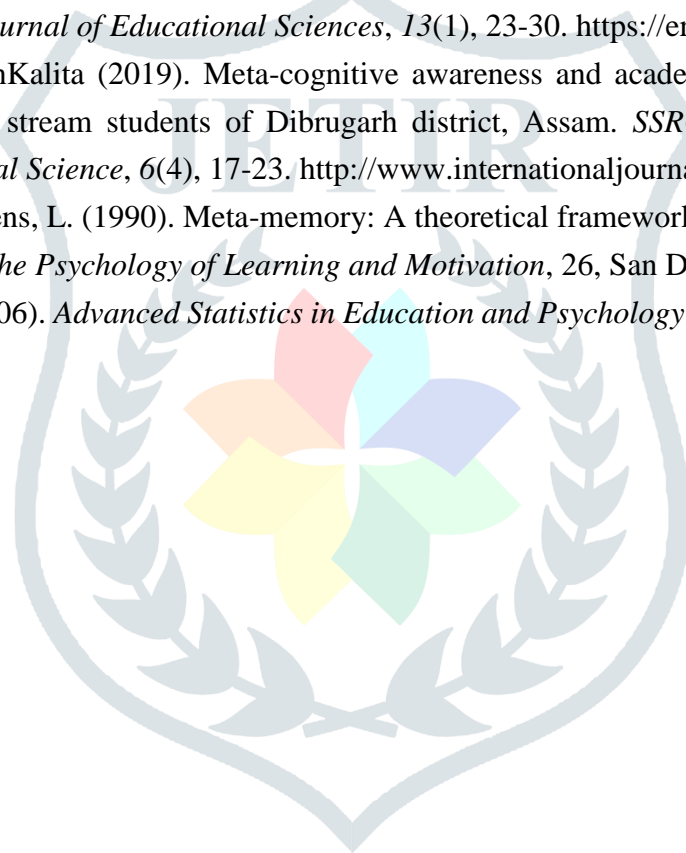 urnal of Educational Sciences, 13(1), 23-30. https://er
nKalita (2019). Meta-cognitive awareness and acade
stream students of Dibrugarh district, Assam. SSR
al Science, 6(4), 17-23. http://www.internationaljourna
ens, L. (1990). Meta-memory: A theoretical framework
he Psychology of Learning and Motivation, 26, San D
06). Advanced Statistics in Education and Psychology
JETIR